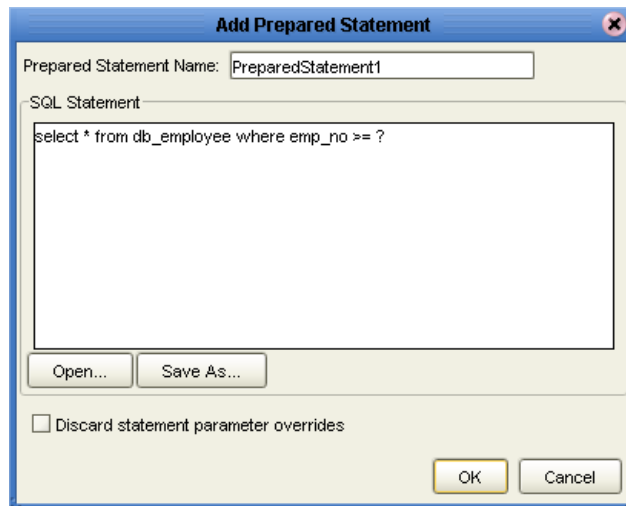 Add Prepared Statement
Prepared Statement Name: PreparedStatement1
SQL Statement
select * from db_employee where emp_no >= ?
Open... Save As...
Discard statement parameter overrides
OK Cancel